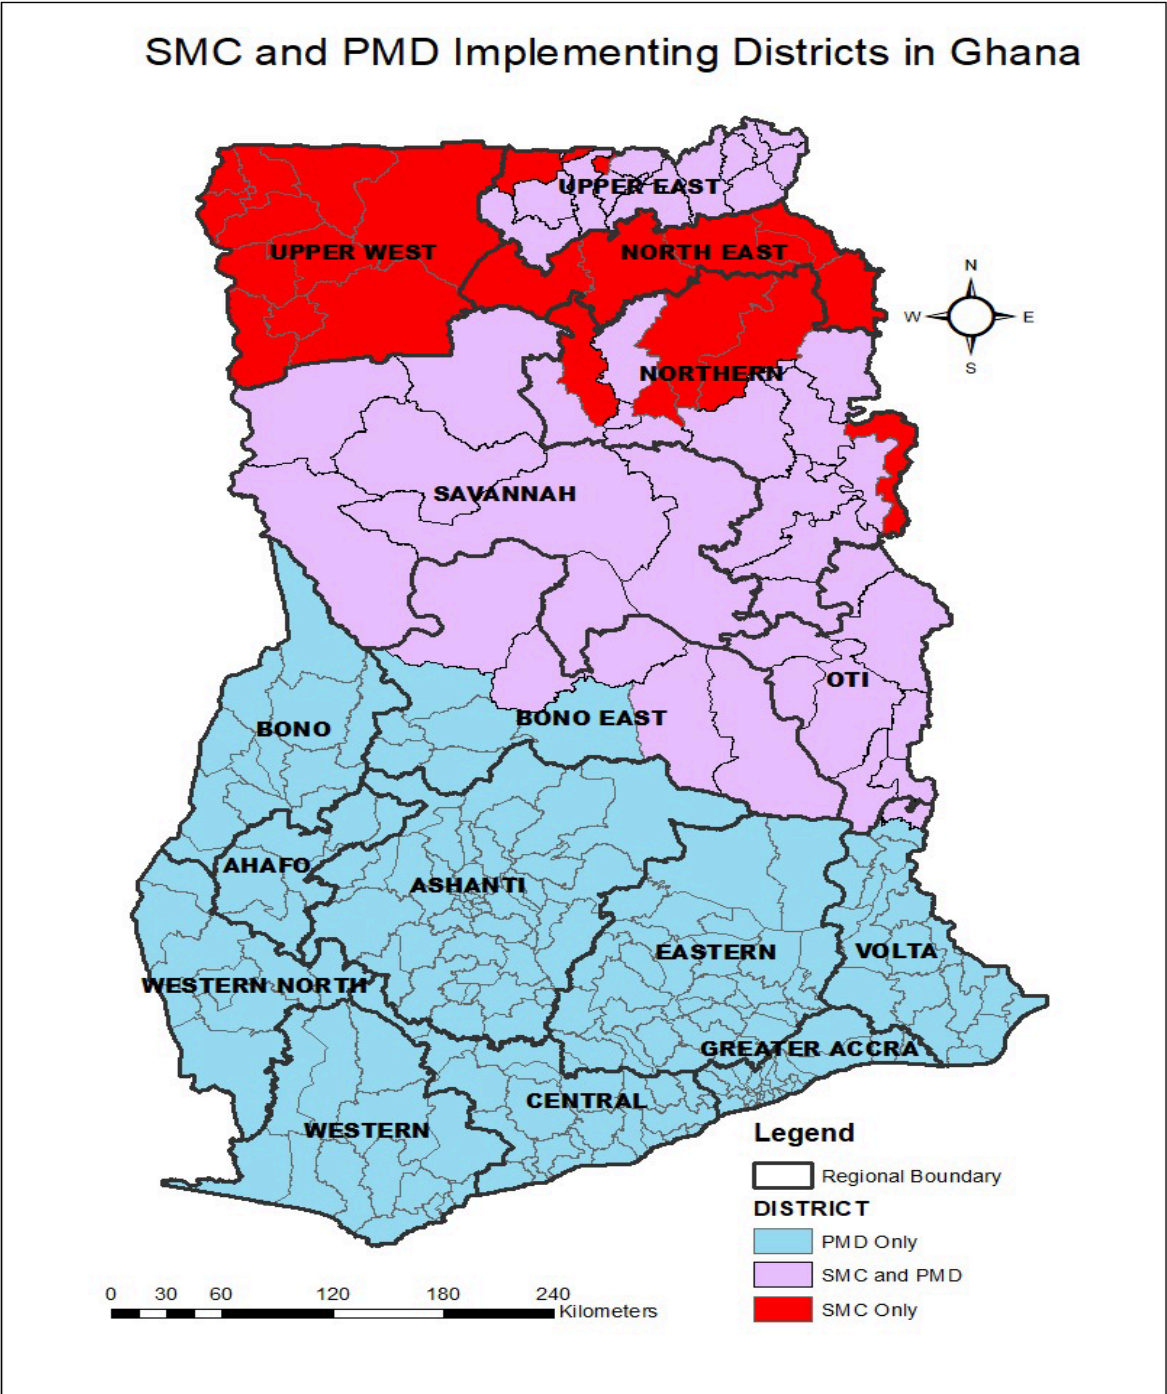 SMC and PMD Implementing Districts in Ghana
UPPER EAST
UPPER WEST
NORTH EAST
N
W
E
S
NORTHERN
SAVANNAH
OTI
BONO EAST
BONO
AHAFO
ASHANTI
EASTERN
VOLTA
WESTERN NORTH
GREATER ACCRA
CENTRAL
WESTERN
Legend
Regional Boundary
DISTRICT
PMD Only
SMC and PMD
SMC Only
0 30 60 120 180 240
Kilometers